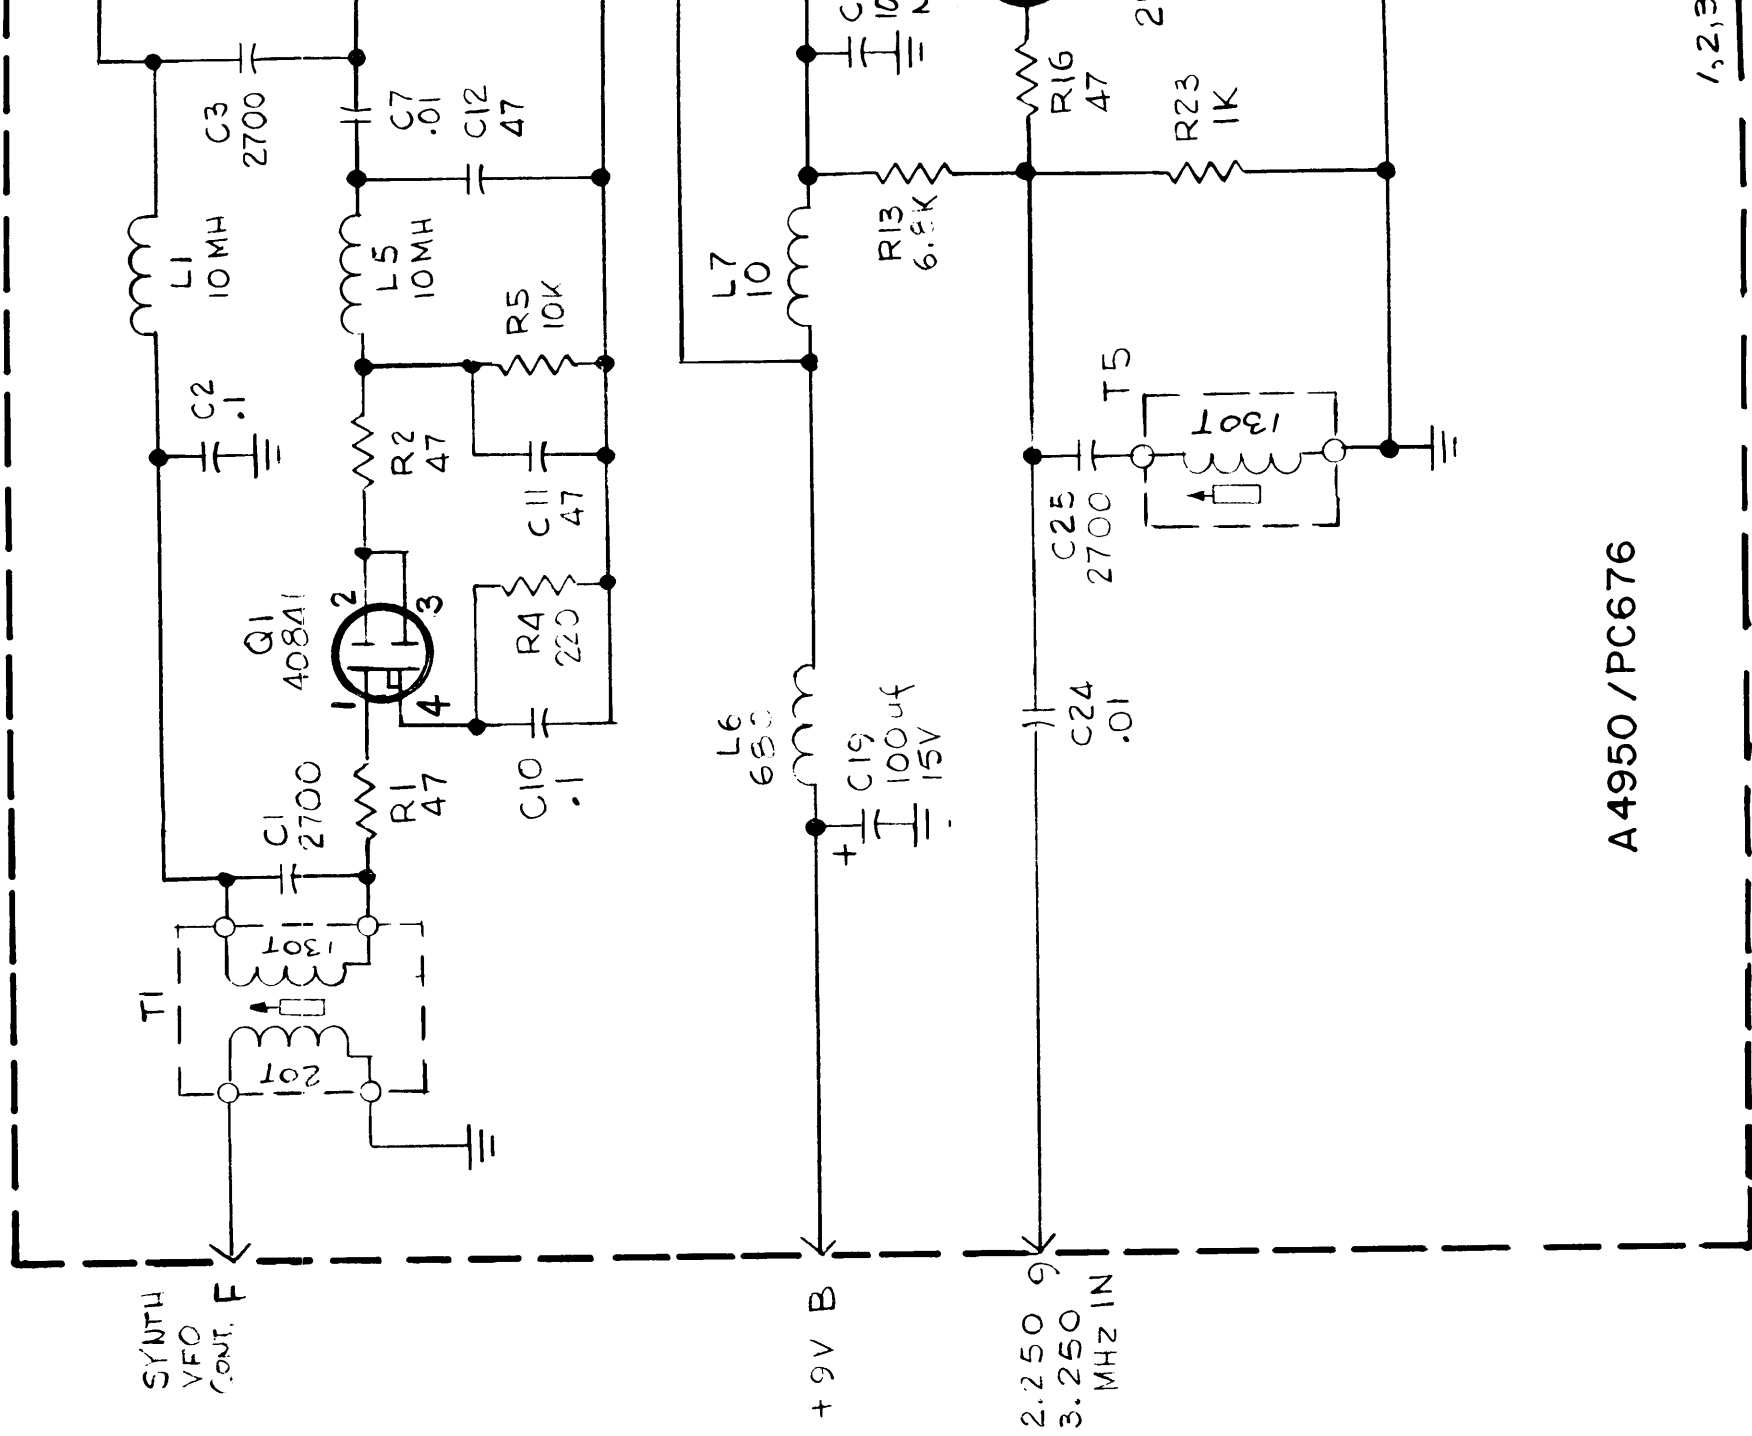 C3
2700
C7
.01
C12
47
L1
10MH
L5
10MH
R5
10K
C2
.1
R2
47
C11
47
Q1
40841
1
2
3
4
R4
220
C10
.1
C1
2700
R1
47
T1
130T
20T
SYNTH
VFO
CONT. F
R16
47
R23
1K
R13
L7
10
T5
130T
C25
2700
L6
C19
100uf
15V
+
C24
.01
+9V B
2.250 9
3.250
MHZ IN
A4950/PC676
1,2,3